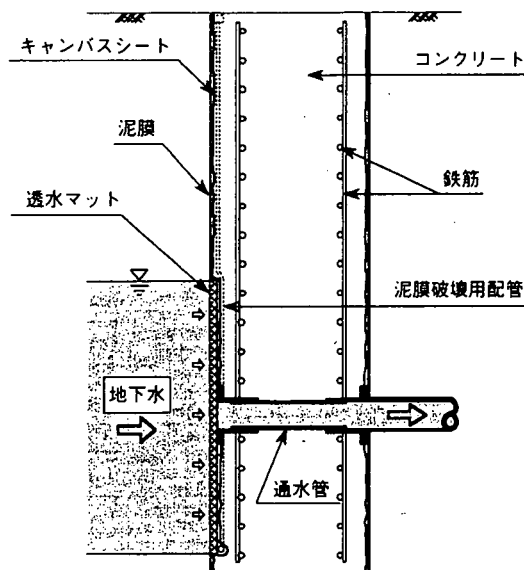 キャンバスシート
コンクリート
泥膜
鉄筋
透水マット
泥膜破壊用配管
地下水
通水管